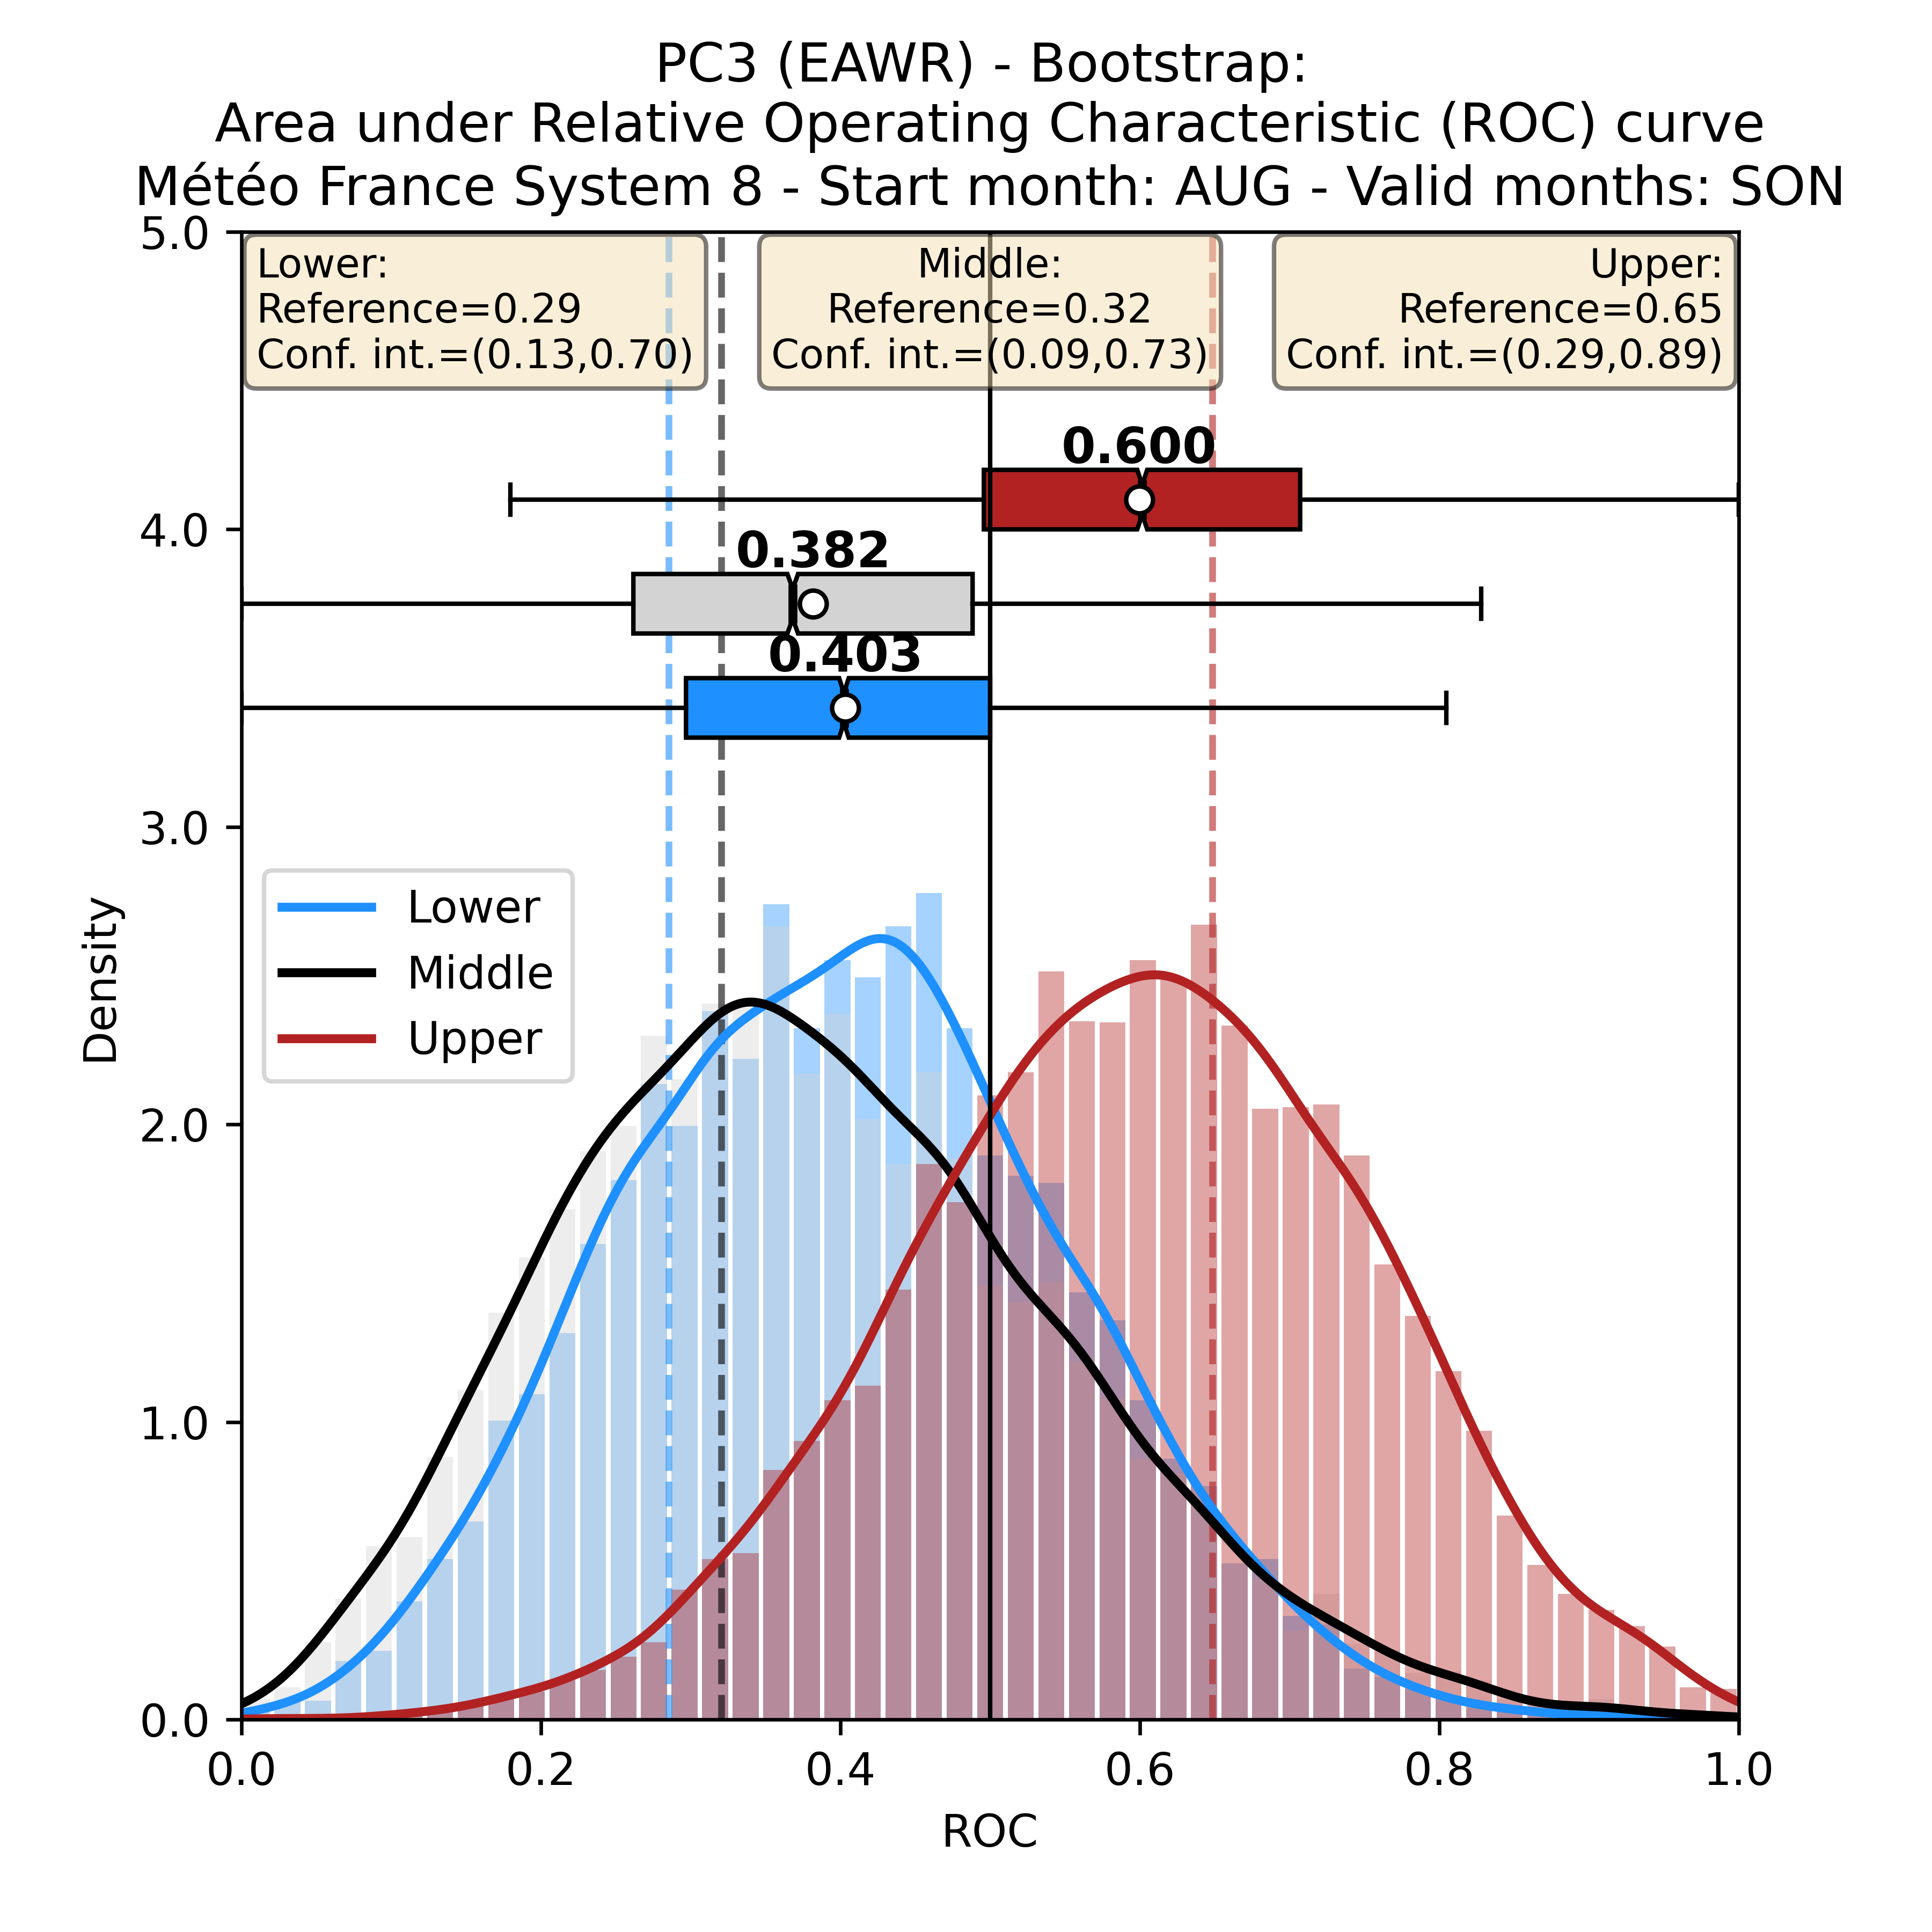 PC3 (EAWR) - Bootstrap:
Area under Relative Operating Characteristic (ROC) curve
Météo France System 8 - Start month: AUG - Valid months: SON
Lower:
Reference=0.29
Conf. int.=(0.13,0.70)
Middle:
Reference=0.32
Conf. int.=(0.09,0.73)
Upper:
Reference=0.65
Conf. int.=(0.29,0.89)
0.600
0.382
0.403
5.0
4.0
3.0
2.0
1.0
0.0
Density
Lower
Middle
Upper
0.0
0.2
0.4
0.6
0.8
1.0
ROC